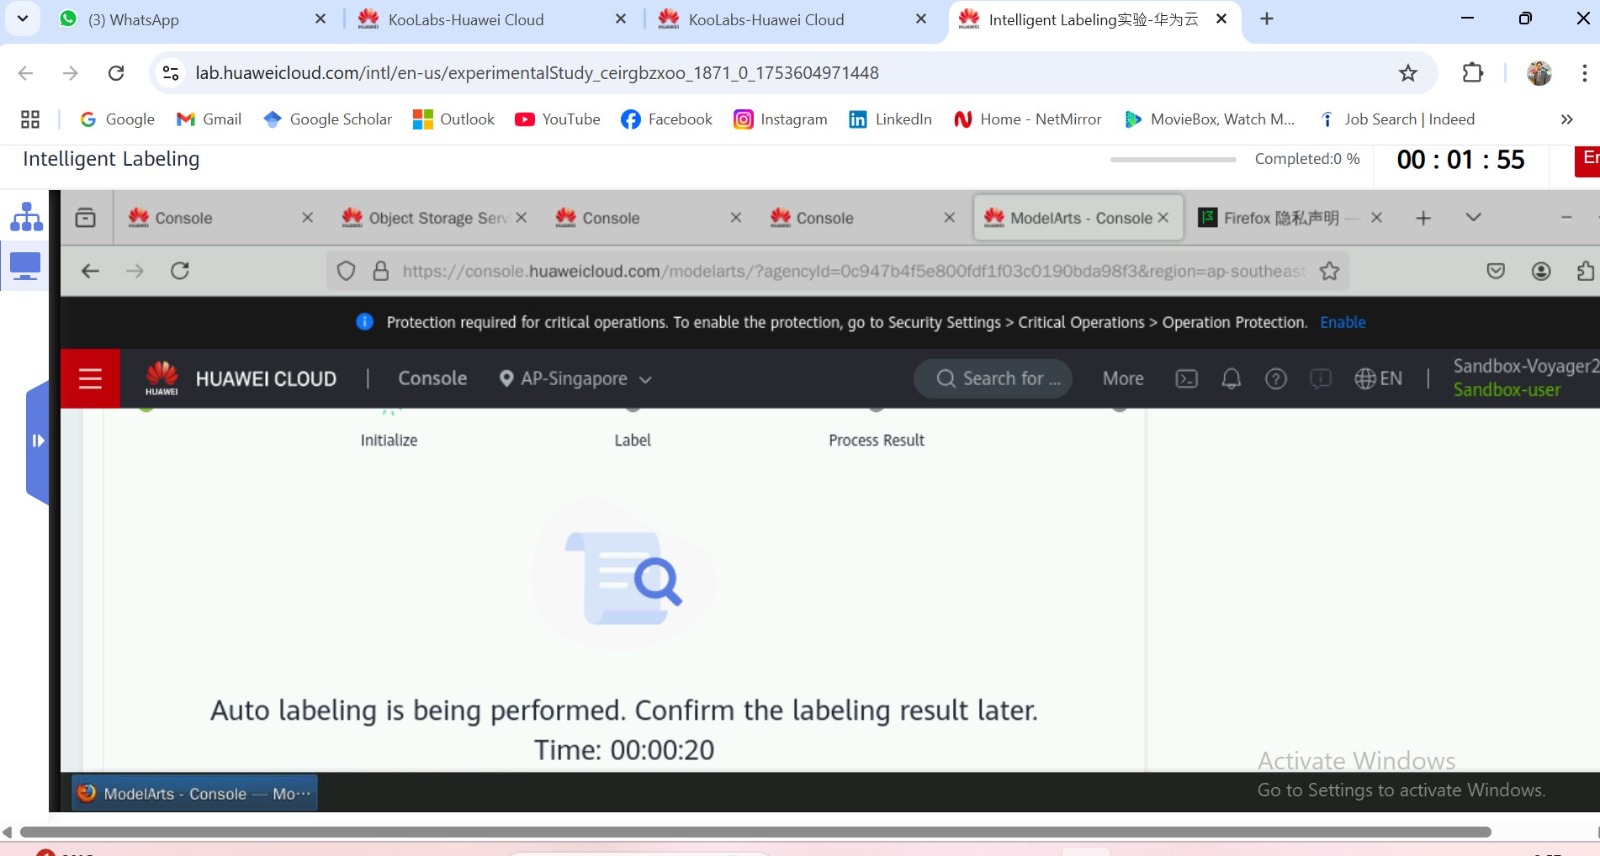 (3) WhatsApp
KooLabs-Huawei Cloud
KooLabs-Huawei Cloud
Intelligent Labeling实验-华为云
lab.huaweicloud.com/intl/en-us/experimentalStudy_ceirgbzxoo_1871_0_1753604971448
Google
Gmail
Google Scholar
Outlook
YouTube
Facebook
Instagram
LinkedIn
Home - NetMirror
MovieBox, Watch M...
Job Search | Indeed
Intelligent Labeling
Completed:0 %
00 : 01 : 55
Console
Object Storage Serv
Console
Console
ModelArts - Console
Firefox 隐私声明 —
https://console.huaweicloud.com/modelarts/?agencyId=0c947b4f5e800fdf1f03c0190bda98f3&region=ap-southeast
Protection required for critical operations. To enable the protection, go to Security Settings > Critical Operations > Operation Protection. Enable
HUAWEI
HUAWEI CLOUD | Console
AP-Singapore
Search for ...
More
EN
Sandbox-Voyager2
Sandbox-user
Initialize
Label
Process Result
Auto labeling is being performed. Confirm the labeling result later.
Time: 00:00:20
Activate Windows
Go to Settings to activate Windows.
ModelArts - Console — Mo···